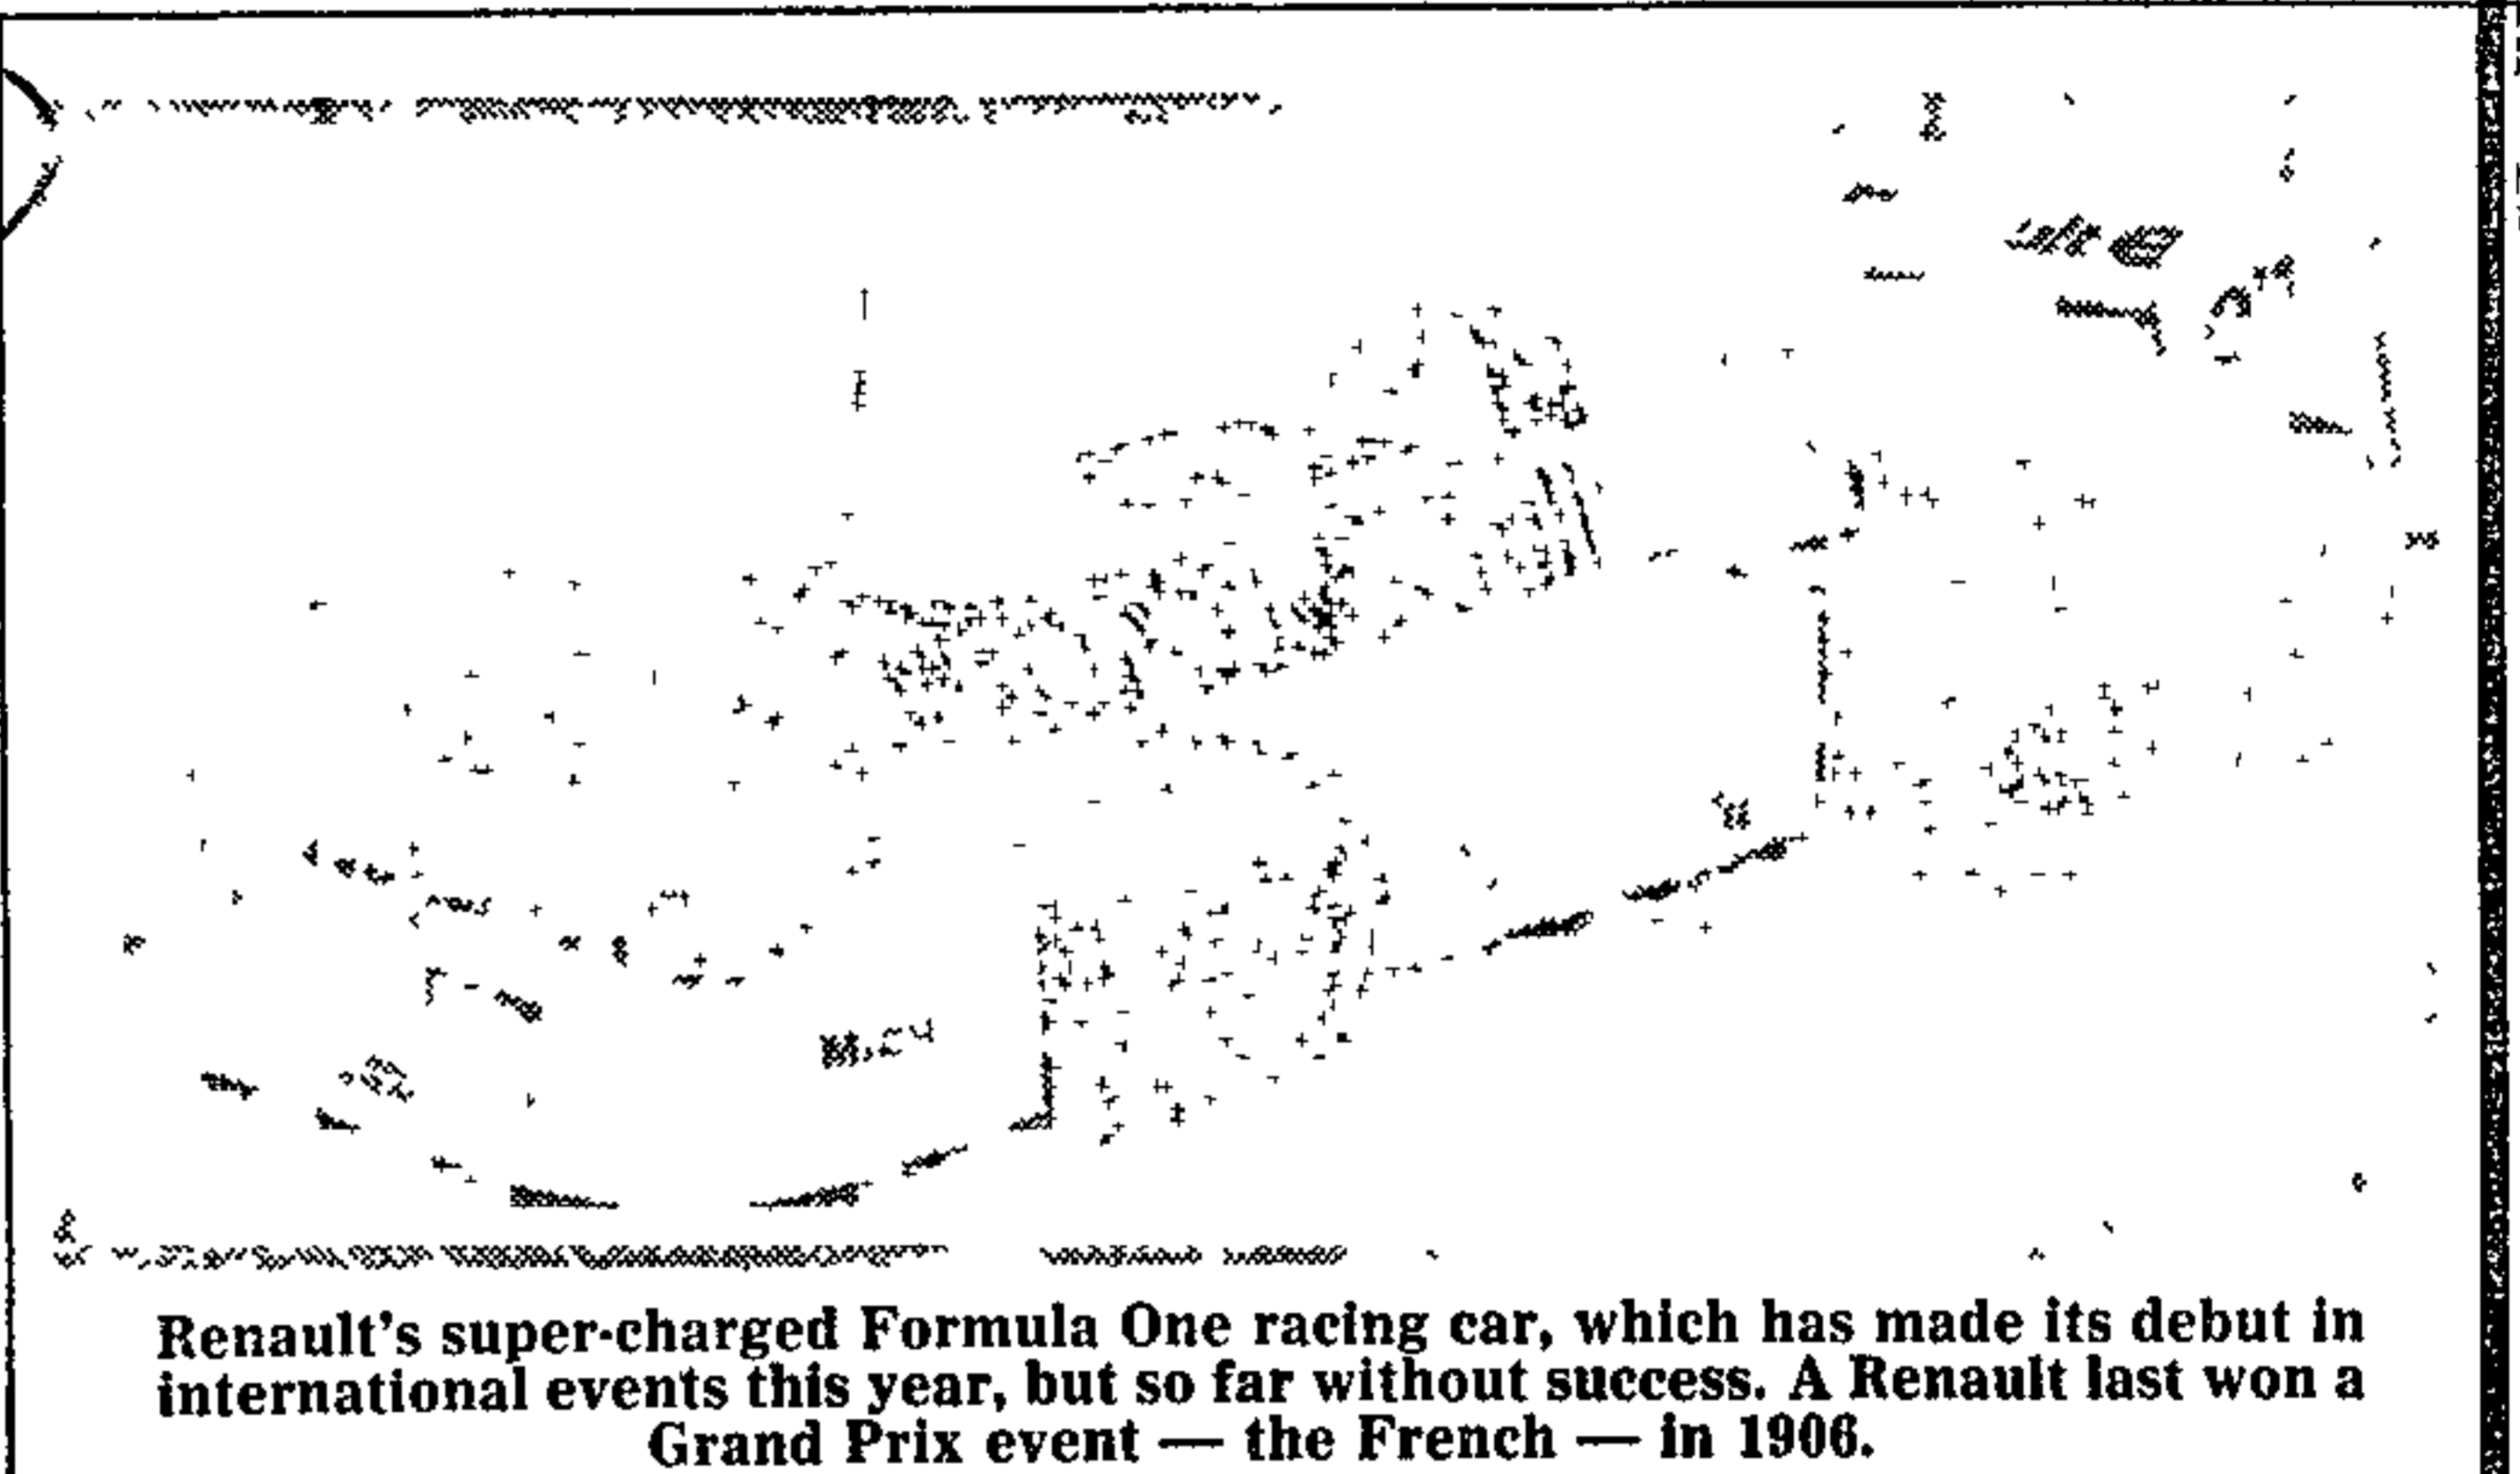 Renault's super-charged Formula One racing car, which has made its debut in
international events this year, but so far without success. A Renault last won a
Grand Prix event — the French — in 1906.